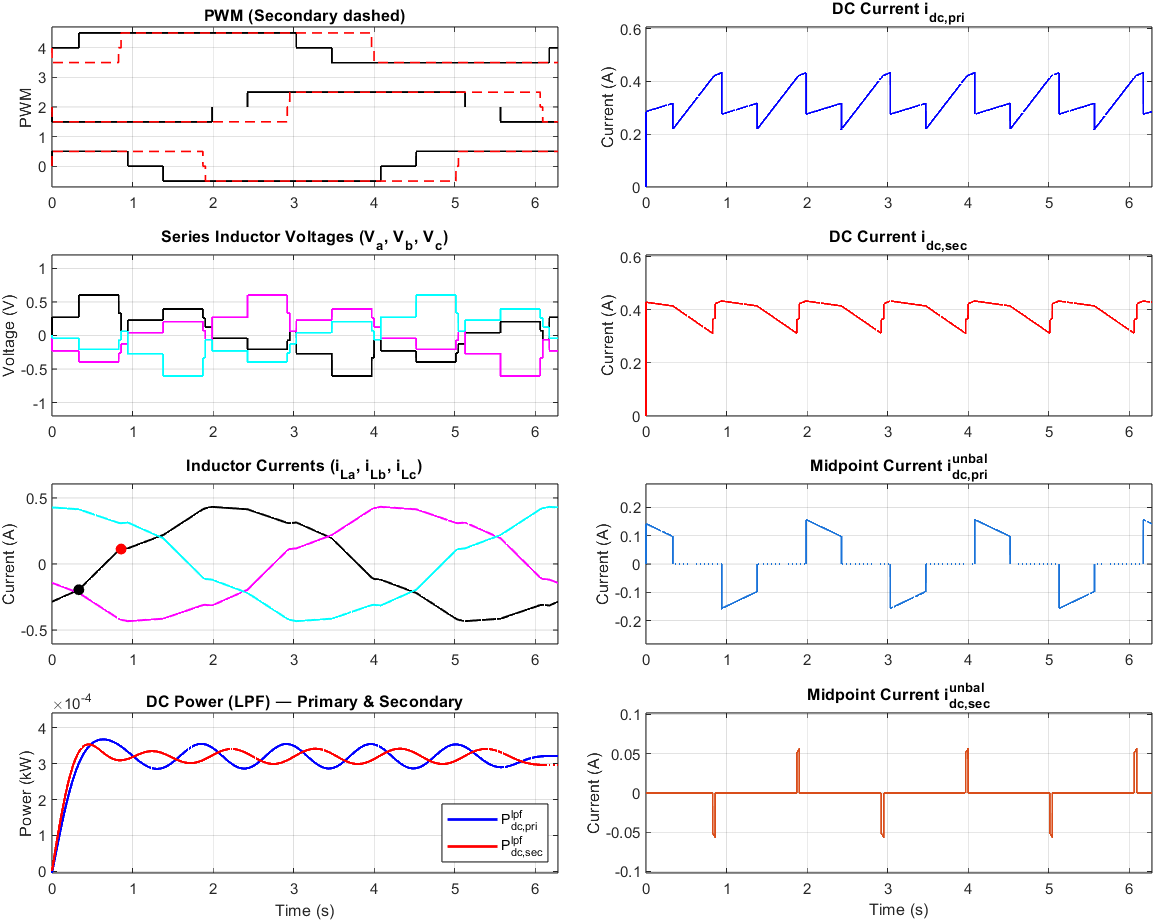 PWM (Secondary dashed)
PWM
4
3
2
1
0
0 1 2 3 4 5 6
DC Current i_dc,pri
Current (A)
0.6
0.4
0.2
0
0 1 2 3 4 5 6
Series Inductor Voltages (V_a, V_b, V_c)
Voltage (V)
1
0.5
0
-0.5
-1
0 1 2 3 4 5 6
DC Current i_dc,sec
Current (A)
0.6
0.4
0.2
0
0 1 2 3 4 5 6
Inductor Currents (i_La, i_Lb, i_Lc)
Current (A)
0.5
0
-0.5
0 1 2 3 4 5 6
Midpoint Current i^unbal_dc,pri
Current (A)
0.2
0.1
0
-0.1
-0.2
0 1 2 3 4 5 6
DC Power (LPF) — Primary & Secondary
×10^-4
Power (kW)
4
3
2
1
0
P^lpf_dc,pri
P^lpf_dc,sec
0 1 2 3 4 5 6
Time (s)
Midpoint Current i^unbal_dc,sec
Current (A)
0.1
0.05
0
-0.05
-0.1
0 1 2 3 4 5 6
Time (s)